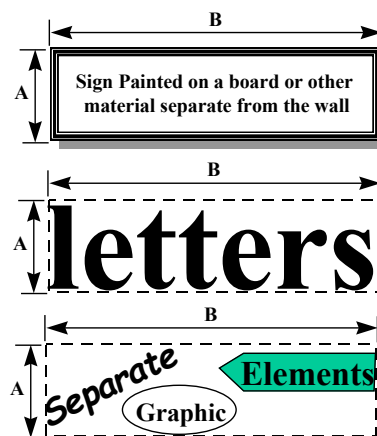 B
A
Sign Painted on a board or other
material separate from the wall
B
A
letters
B
A
Separate
Elements
Graphic